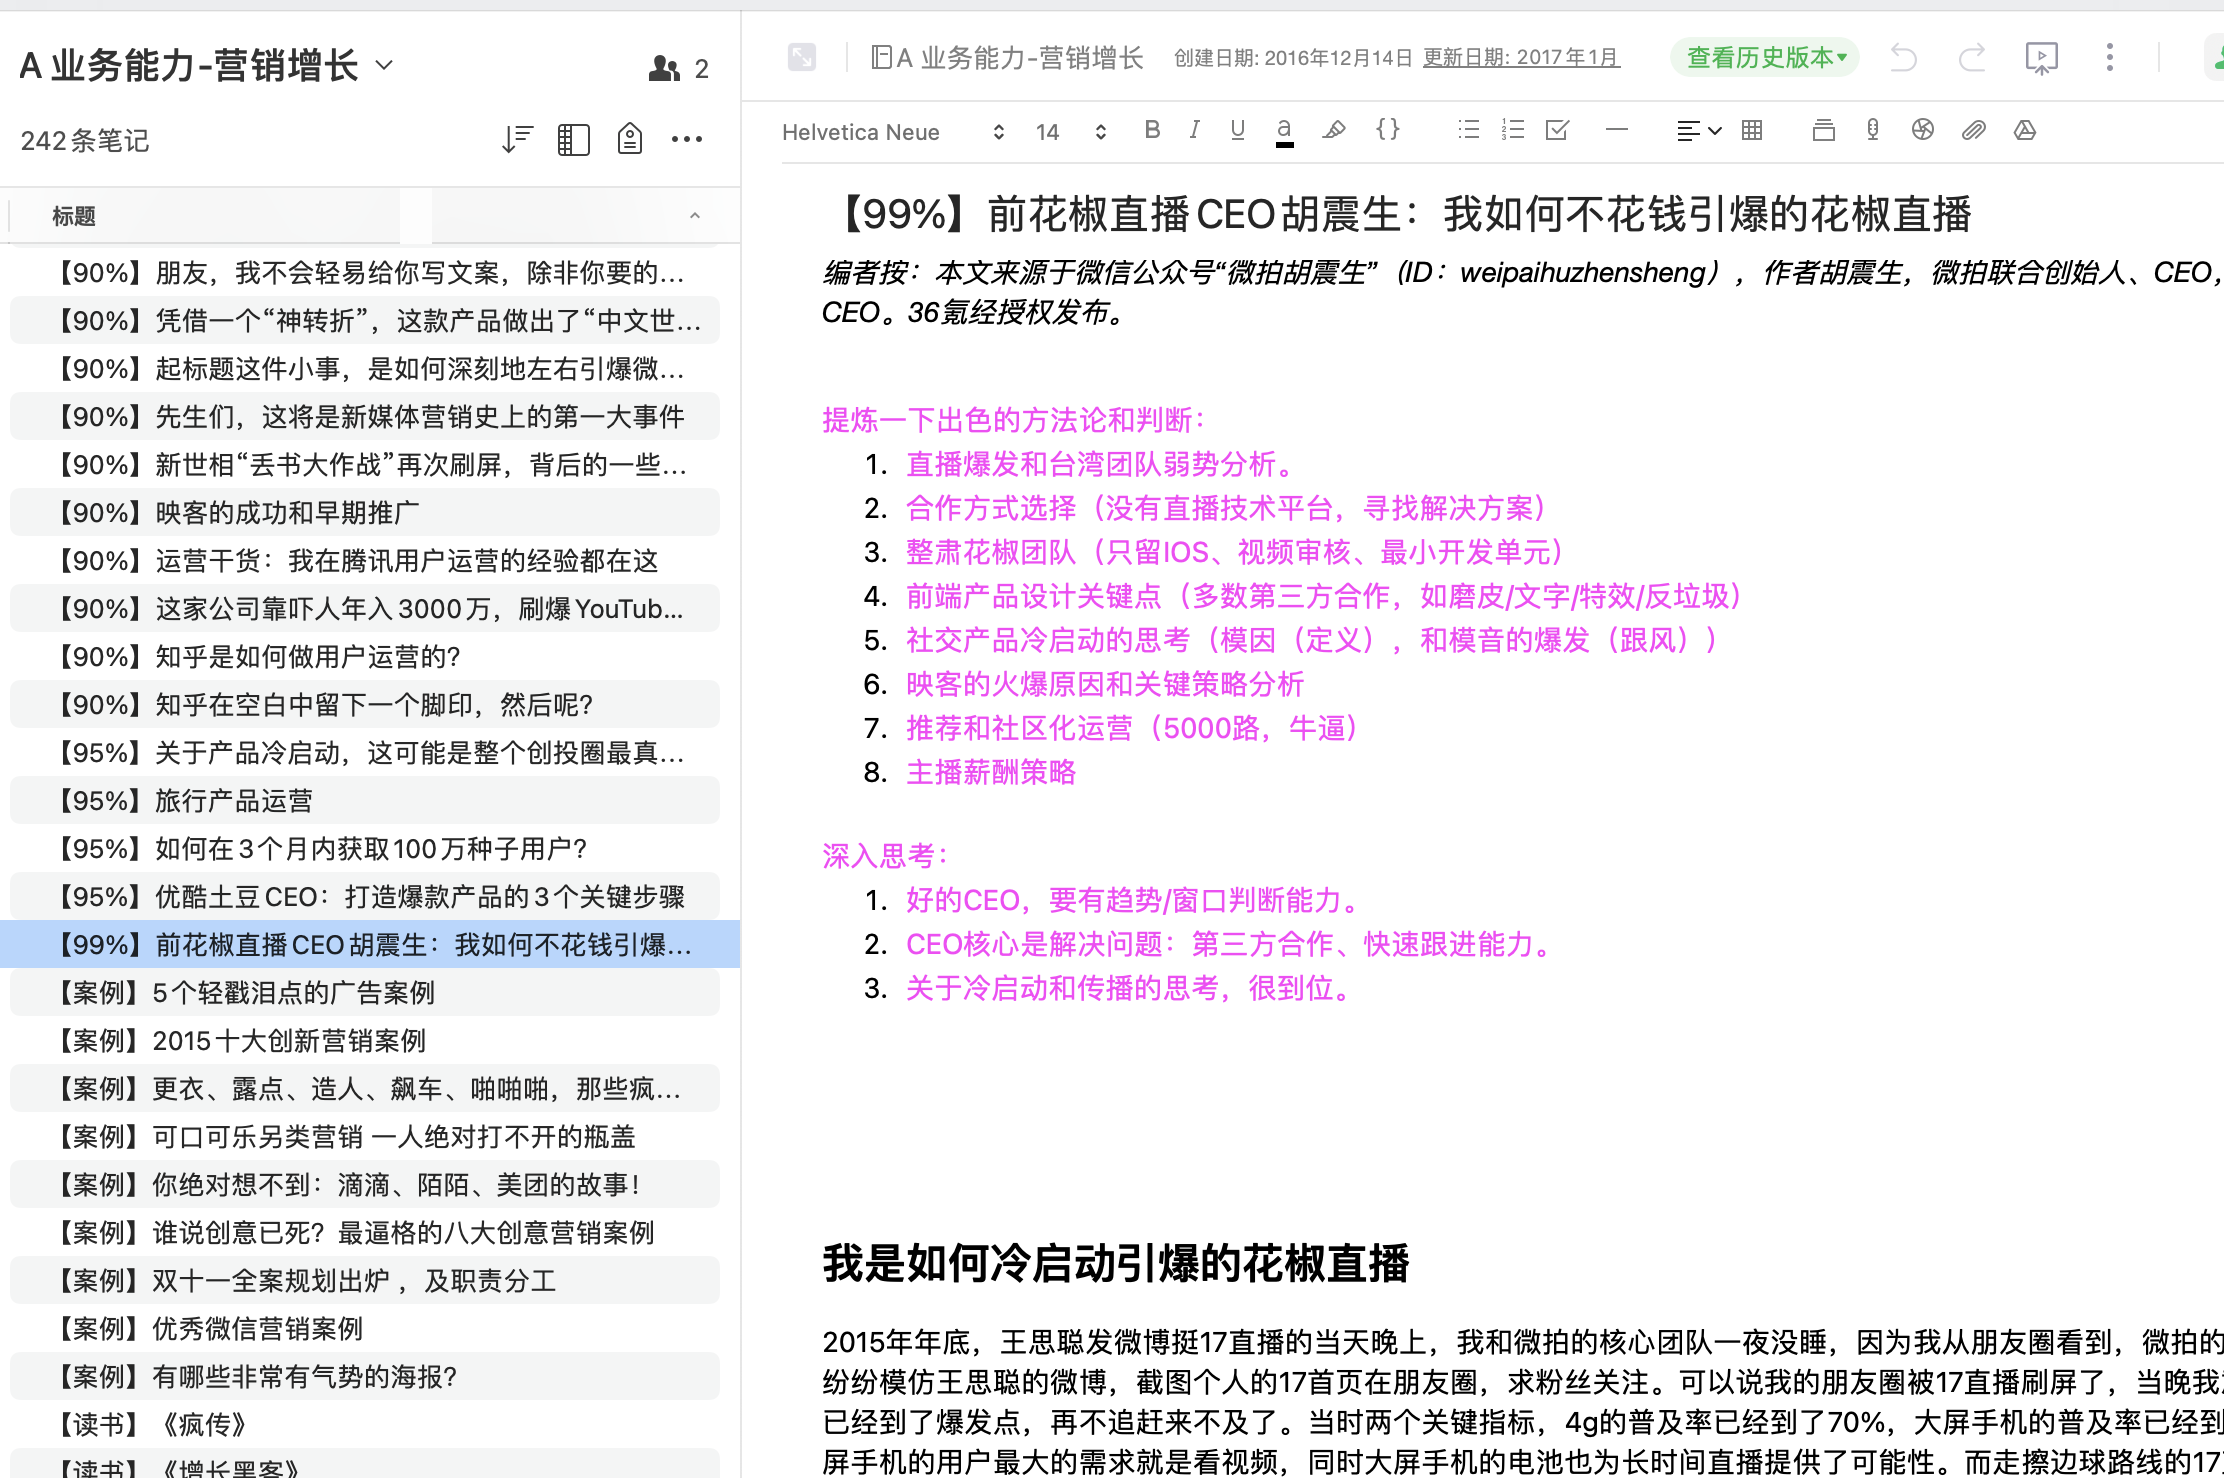 A 业务能力-营销增长
2
242条笔记
标题
【90%】朋友，我不会轻易给你写文案，除非你要的...
【90%】凭借一个“神转折”，这款产品做出了“中文世...
【90%】起标题这件小事，是如何深刻地左右引爆微...
【90%】先生们，这将是新媒体营销史上的第一大事件
【90%】新世相“丢书大作战”再次刷屏，背后的一些...
【90%】映客的成功和早期推广
【90%】运营干货：我在腾讯用户运营的经验都在这
【90%】这家公司靠吓人年入3000万，刷爆YouTub...
【90%】知乎是如何做用户运营的?
【90%】知乎在空白中留下一个脚印，然后呢?
【95%】关于产品冷启动，这可能是整个创投圈最真...
【95%】旅行产品运营
【95%】如何在3个月内获取100万种子用户?
【95%】优酷土豆CEO：打造爆款产品的3个关键步骤
【99%】前花椒直播CEO胡震生：我如何不花钱引爆...
【案例】5个轻戳泪点的广告案例
【案例】2015十大创新营销案例
【案例】更衣、露点、造人、飙车、啪啪啪，那些疯...
【案例】可口可乐另类营销 一人绝对打不开的瓶盖
【案例】你绝对想不到：滴滴、陌陌、美团的故事！
【案例】谁说创意已死？最逼格的八大创意营销案例
【案例】双十一全案规划出炉 ，及职责分工
【案例】优秀微信营销案例
【案例】有哪些非常有气势的海报?
【读书】《疯传》
【读书】《增长黑客》
A 业务能力-营销增长 创建日期: 2016年12月14日 更新日期: 2017年1月 查看历史版本
Helvetica Neue 14 B I U a {}
【99%】前花椒直播CEO胡震生：我如何不花钱引爆的花椒直播
编者按：本文来源于微信公众号“微拍胡震生”（ID：weipaihuzhensheng），作者胡震生，微拍联合创始人、CEO，
CEO。36氪经授权发布。
提炼一下出色的方法论和判断：
1. 直播爆发和台湾团队弱势分析。
2. 合作方式选择（没有直播技术平台，寻找解决方案）
3. 整肃花椒团队（只留IOS、视频审核、最小开发单元）
4. 前端产品设计关键点（多数第三方合作，如磨皮/文字/特效/反垃圾）
5. 社交产品冷启动的思考（模因（定义），和模音的爆发（跟风））
6. 映客的火爆原因和关键策略分析
7. 推荐和社区化运营（5000路，牛逼）
8. 主播薪酬策略
深入思考：
1. 好的CEO，要有趋势/窗口判断能力。
2. CEO核心是解决问题：第三方合作、快速跟进能力。
3. 关于冷启动和传播的思考，很到位。
我是如何冷启动引爆的花椒直播
2015年年底，王思聪发微博挺17直播的当天晚上，我和微拍的核心团队一夜没睡，因为我从朋友圈看到，微拍的
纷纷模仿王思聪的微博，截图个人的17首页在朋友圈，求粉丝关注。可以说我的朋友圈被17直播刷屏了，当晚我
已经到了爆发点，再不追赶来不及了。当时两个关键指标，4g的普及率已经到了70%，大屏手机的普及率已经到
屏手机的用户最大的需求就是看视频，同时大屏手机的电池也为长时间直播提供了可能性。而走擦边球路线的17